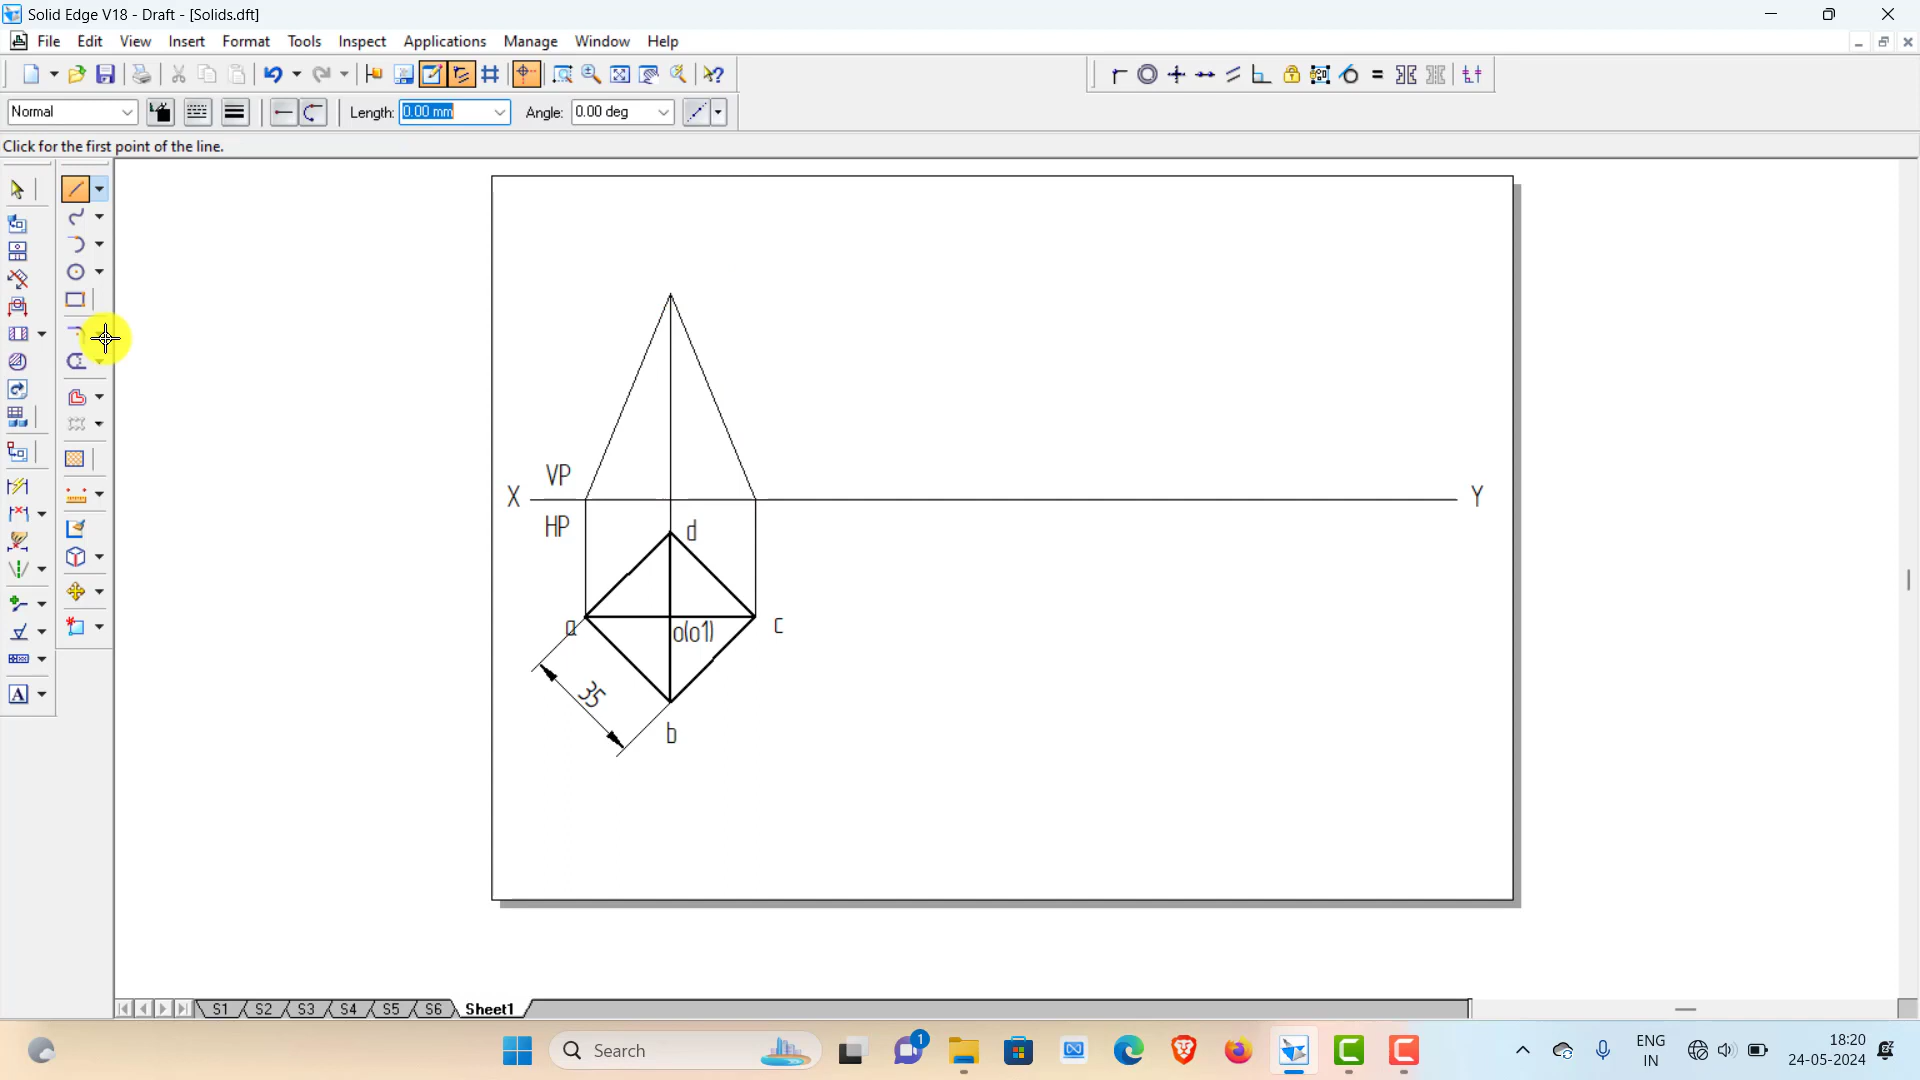 Solid Edge V18 - Draft - [Solids.dft]
File Edit View Insert Format Tools Inspect Applications Manage Window Help
Normal Length: 0.00 mm Angle: 0.00 deg
Click for the first point of the line.
VP
X Y
HP
d
a o(o1) c
35
b
S1 S2 S3 S4 S5 S6 Sheet1
Search
1
ENG
IN
18:20
24-05-2024